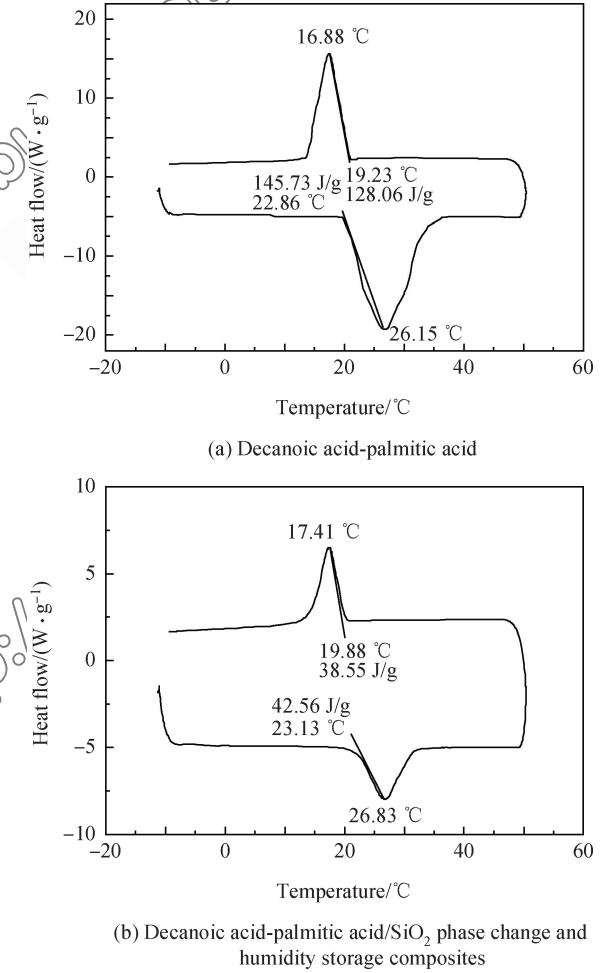 20
10
0
−10
−20
Heat flow/(W·g⁻¹)
16.88 ℃
145.73 J/g
22.86 ℃
19.23 ℃
128.06 J/g
26.15 ℃
−20 0 20 40 60
Temperature/℃
(a) Decanoic acid-palmitic acid
10
5
0
−5
−10
Heat flow/(W·g⁻¹)
17.41 ℃
19.88 ℃
38.55 J/g
42.56 J/g
23.13 ℃
26.83 ℃
−20 0 20 40 60
Temperature/℃
(b) Decanoic acid-palmitic acid/SiO₂ phase change and
humidity storage composites